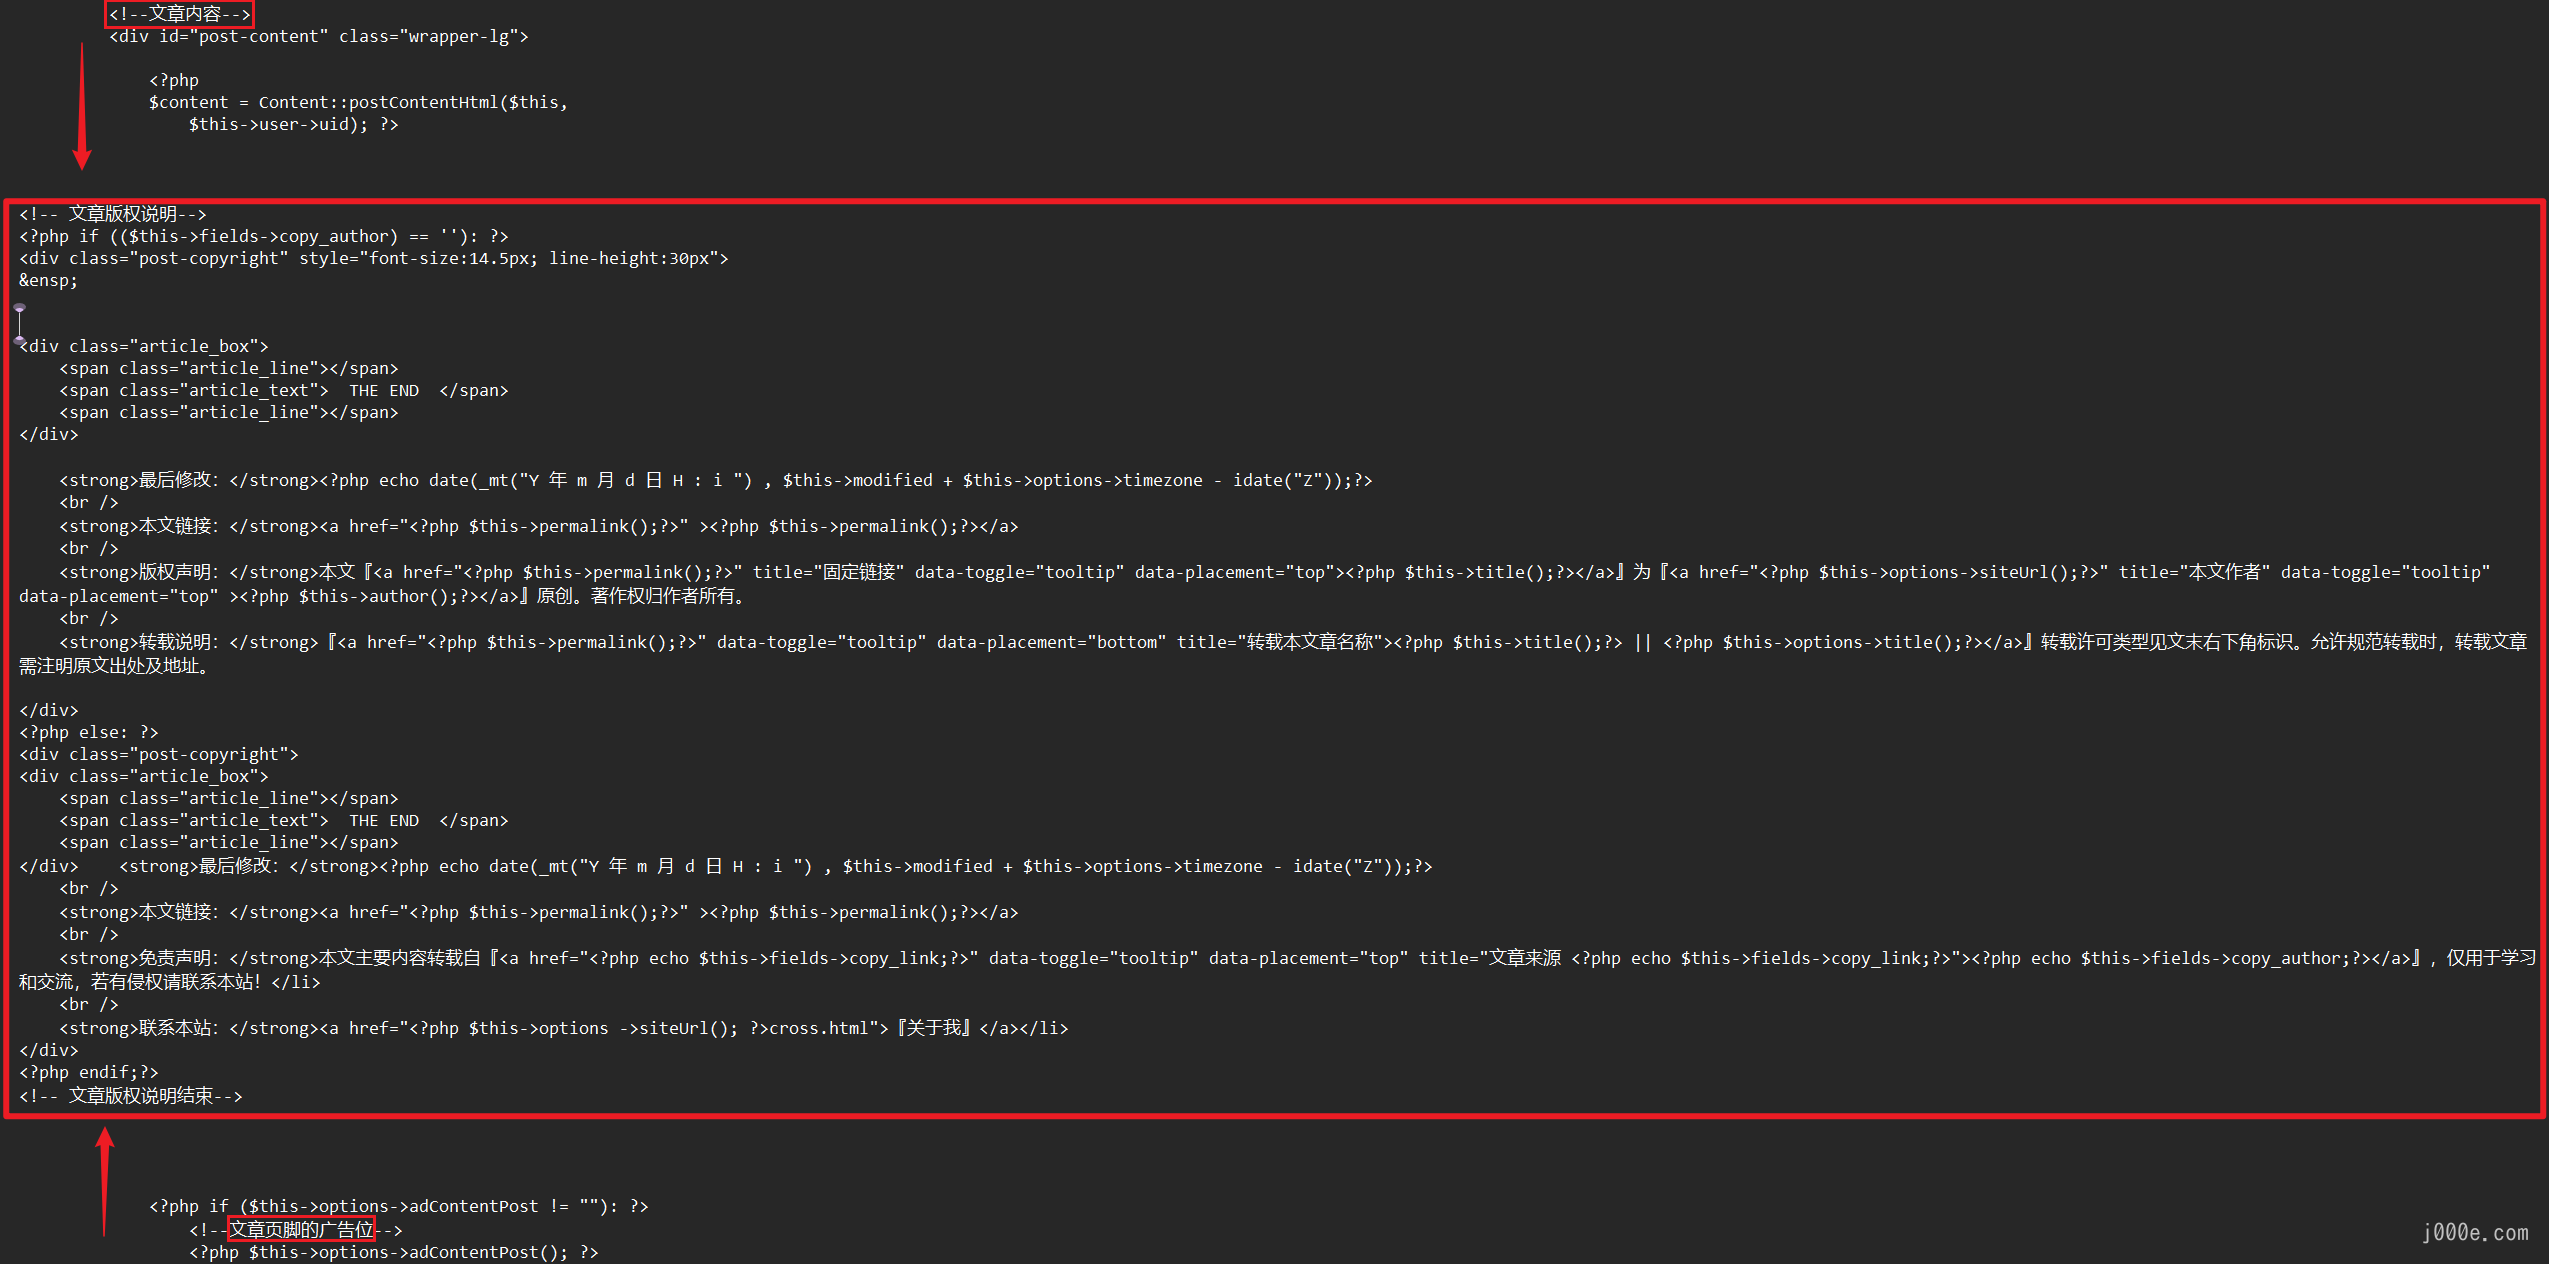 <!--文章内容-->
<div id="post-content" class="wrapper-lg">
<?php
$content = Content::postContentHtml($this,
$this->user->uid); ?>
<!-- 文章版权说明-->
<?php if (($this->fields->copy_author) == ''): ?>
<div class="post-copyright" style="font-size:14.5px; line-height:30px">
&ensp;
<div class="article_box">
<span class="article_line"></span>
<span class="article_text">  THE END  </span>
<span class="article_line"></span>
</div>
<strong>最后修改：</strong><?php echo date(_mt("Y 年 m 月 d 日 H : i ") , $this->modified + $this->options->timezone - idate("Z"));?>
<br />
<strong>本文链接：</strong><a href="<?php $this->permalink();?>" ><?php $this->permalink();?></a>
<br />
<strong>版权声明：</strong>本文『<a href="<?php $this->permalink();?>" title="固定链接" data-toggle="tooltip" data-placement="top"><?php $this->title();?></a>』为『<a href="<?php $this->options->siteUrl();?>" title="本文作者" data-toggle="tooltip"
data-placement="top" ><?php $this->author();?></a>』原创。著作权归作者所有。
<br />
<strong>转载说明：</strong>『<a href="<?php $this->permalink();?>" data-toggle="tooltip" data-placement="bottom" title="转载本文章名称"><?php $this->title();?> || <?php $this->options->title();?></a>』转载许可类型见文末右下角标识。允许规范转载时，转载文章
需注明原文出处及地址。
</div>
<?php else: ?>
<div class="post-copyright">
<div class="article_box">
<span class="article_line"></span>
<span class="article_text">  THE END  </span>
<span class="article_line"></span>
</div>    <strong>最后修改：</strong><?php echo date(_mt("Y 年 m 月 d 日 H : i ") , $this->modified + $this->options->timezone - idate("Z"));?>
<br />
<strong>本文链接：</strong><a href="<?php $this->permalink();?>" ><?php $this->permalink();?></a>
<br />
<strong>免责声明：</strong>本文主要内容转载自『<a href="<?php echo $this->fields->copy_link;?>" data-toggle="tooltip" data-placement="top" title="文章来源 <?php echo $this->fields->copy_link;?>"><?php echo $this->fields->copy_author;?></a>』，仅用于学习
和交流，若有侵权请联系本站！</li>
<br />
<strong>联系本站：</strong><a href="<?php $this->options ->siteUrl(); ?>cross.html">『关于我』</a></li>
</div>
<?php endif;?>
<!-- 文章版权说明结束-->
<?php if ($this->options->adContentPost != ""): ?>
<!--文章页脚的广告位-->
<?php $this->options->adContentPost(); ?>
j000e.com